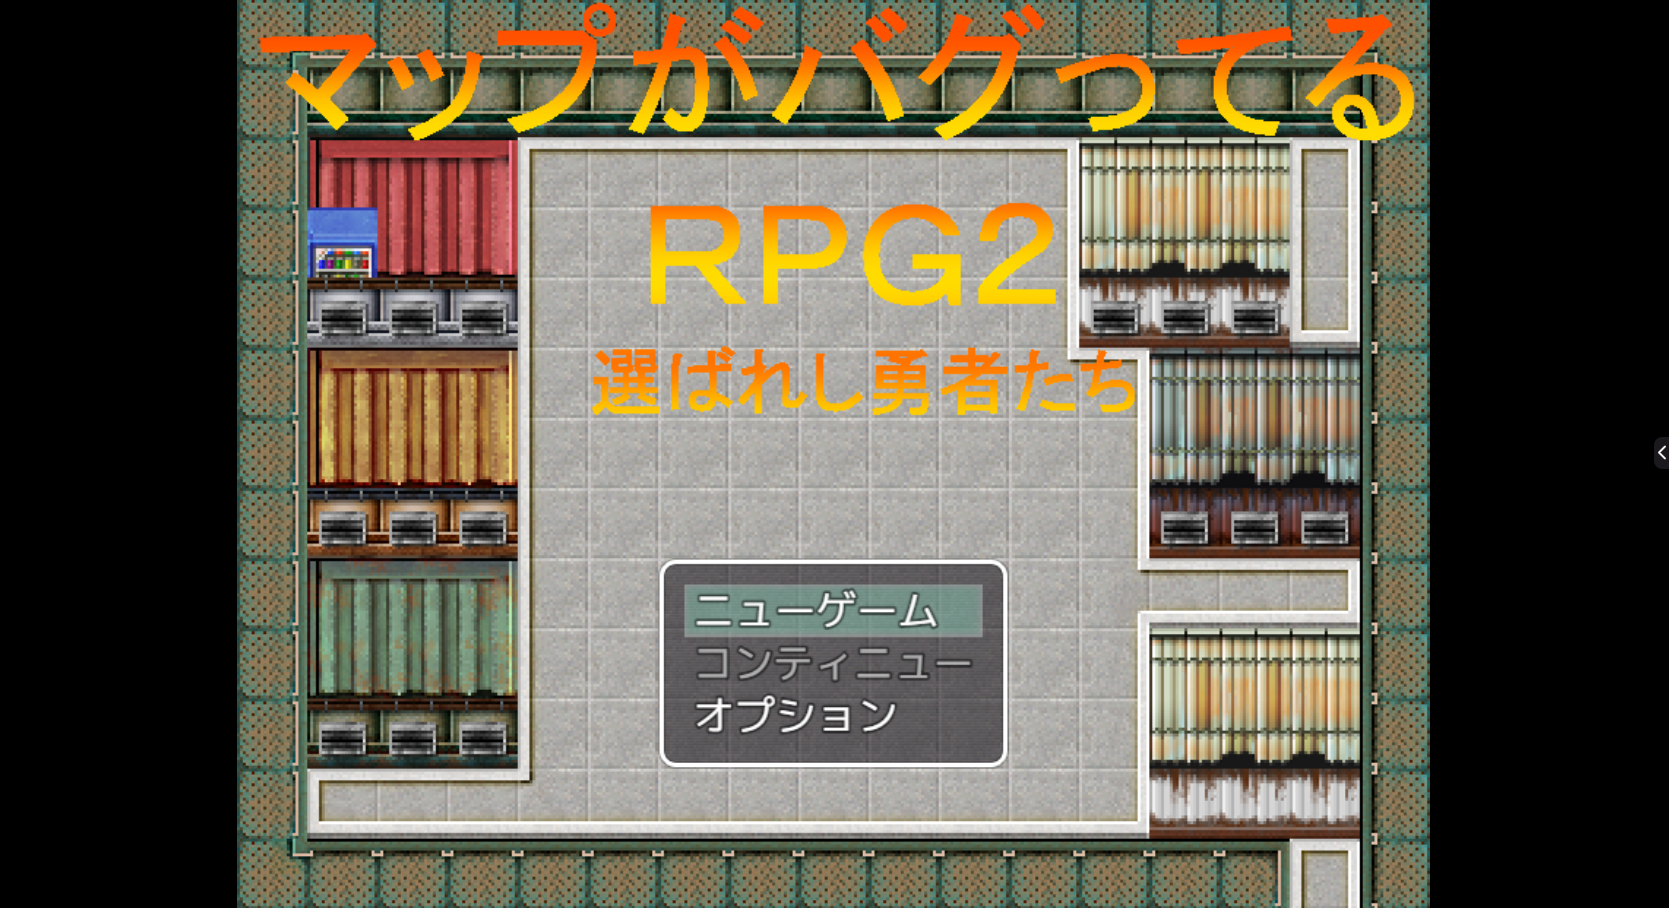 マップがバグってる
RPG2
選ばれし勇者たち
ニューゲーム
コンティニュー
オプション